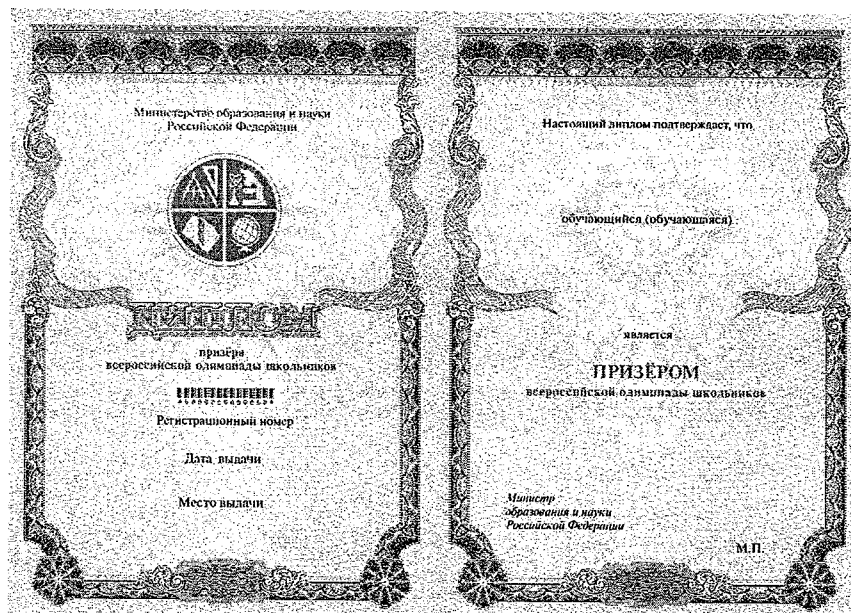 Министерство образования и науки
Российской Федерации
ДИПЛОМ
призёра
всероссийской олимпиады школьников
Регистрационный номер
Дата выдачи
Место выдачи
Настоящий диплом подтверждает, что
обучающийся (обучающаяся)
является
ПРИЗЁРОМ
всероссийской олимпиады школьников
Министр
образования и науки
Российской Федерации
М.П.